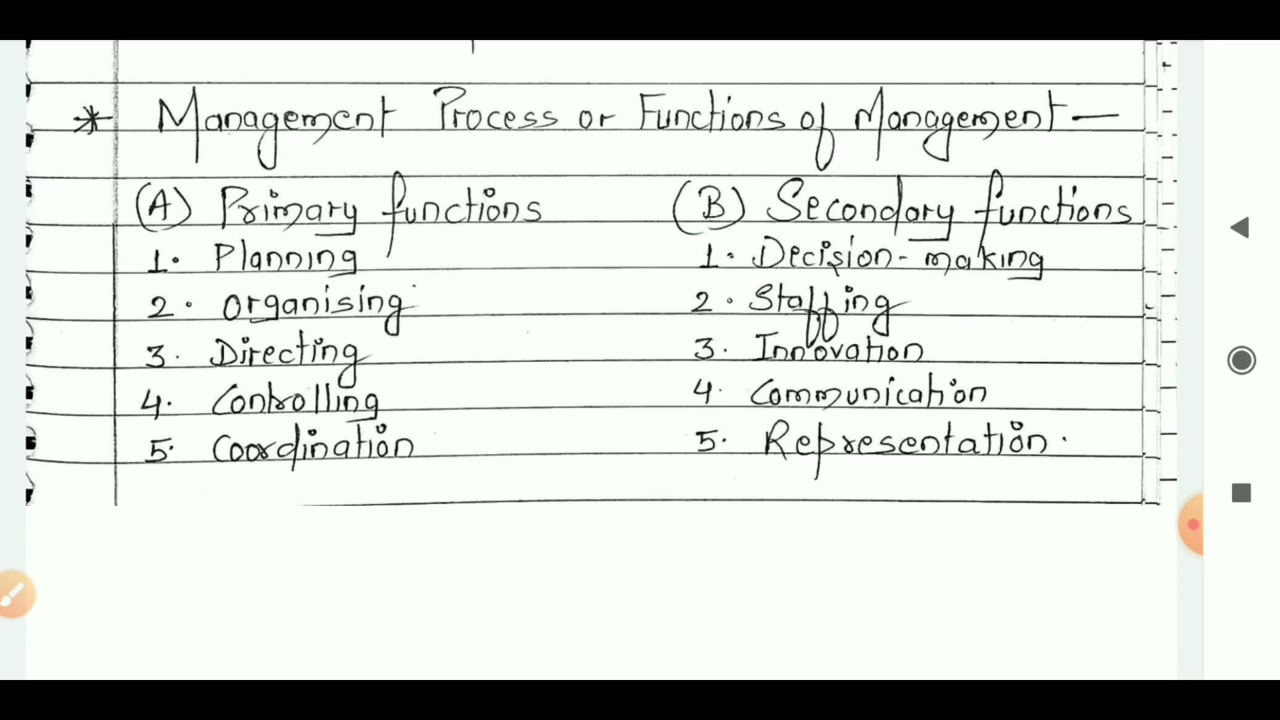 * Management Process or Functions of Management —
(A) Primary functions
1. Planning
2. Organising
3. Directing
4. Controlling
5. Coordination
(B) Secondary functions
1. Decision-making
2. Staffing
3. Innovation
4. Communication
5. Representation.